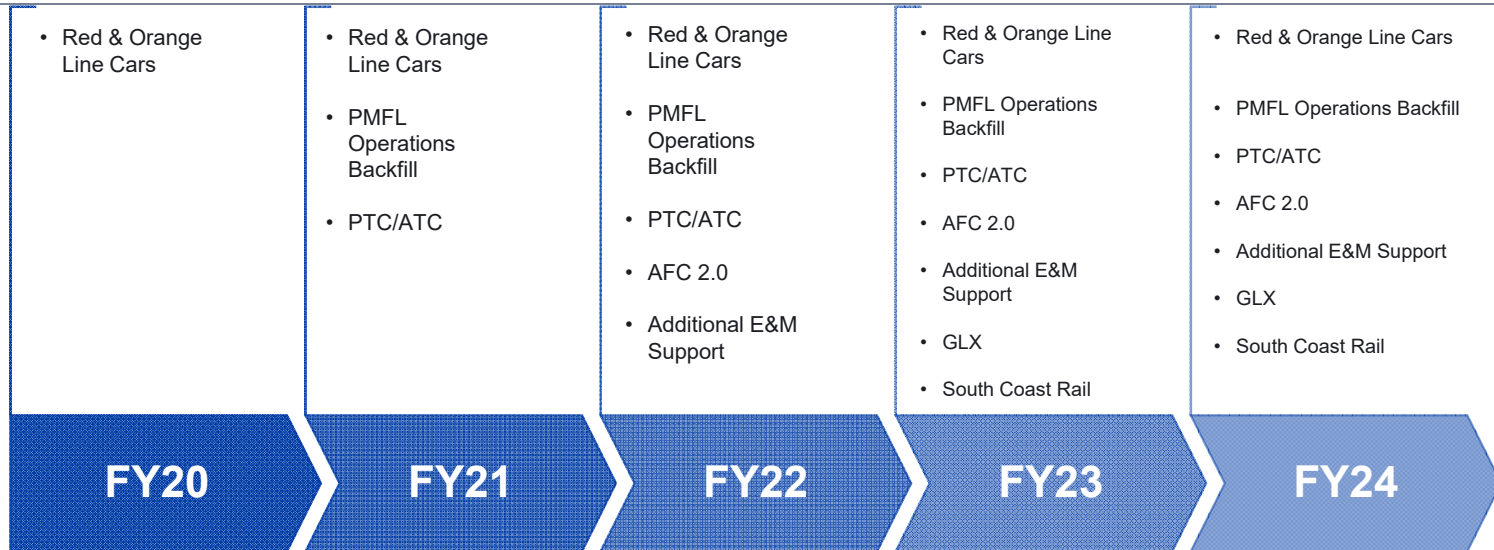 • Red & Orange
Line Cars
• Red & Orange
Line Cars
• PMFL
Operations
Backfill
• PTC/ATC
• Red & Orange
Line Cars
• PMFL
Operations
Backfill
• PTC/ATC
• AFC 2.0
• Additional E&M
Support
• Red & Orange Line
Cars
• PMFL Operations
Backfill
• PTC/ATC
• AFC 2.0
• Additional E&M
Support
• GLX
• South Coast Rail
• Red & Orange Line Cars
• PMFL Operations Backfill
• PTC/ATC
• AFC 2.0
• Additional E&M Support
• GLX
• South Coast Rail
FY20
FY21
FY22
FY23
FY24